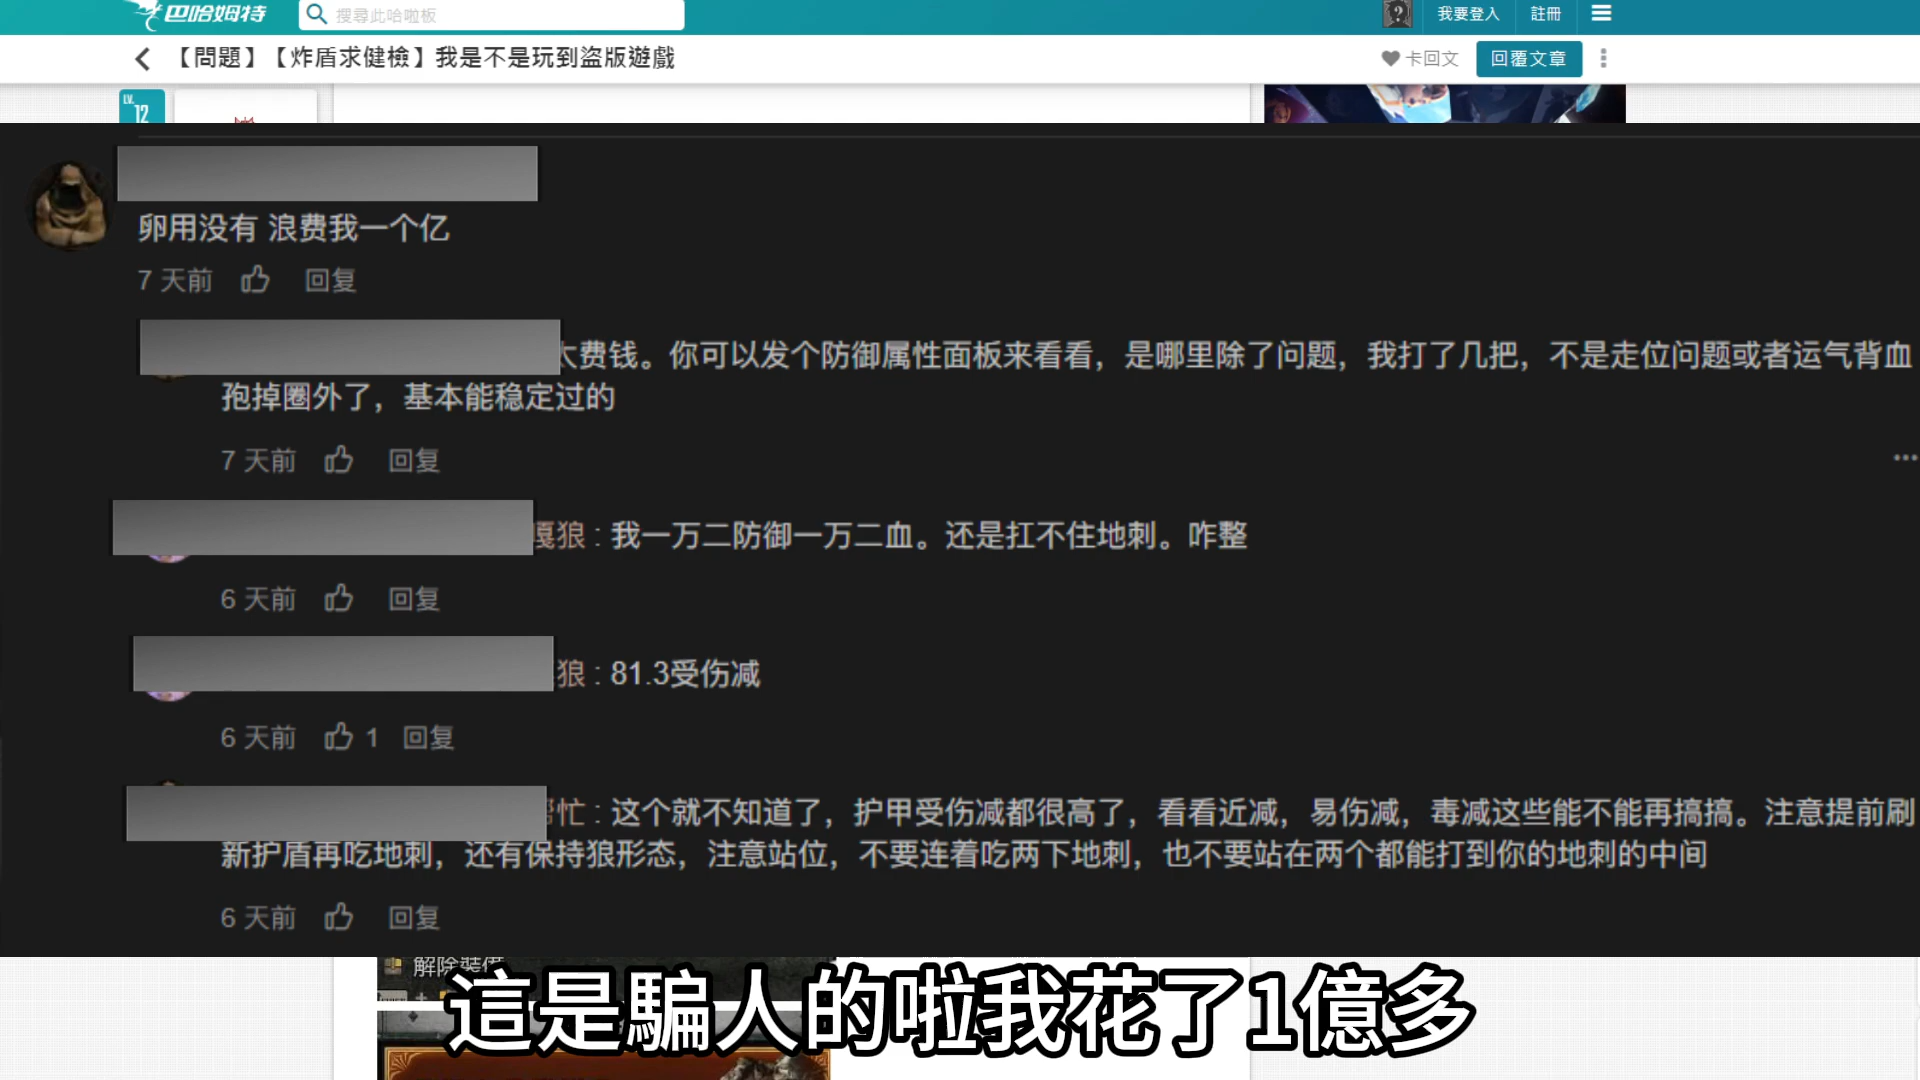 巴哈姆特
搜尋此哈啦板
我要登入
註冊
【問題】【炸盾求健檢】我是不是玩到盜版遊戲
卡回文
回覆文章
LV.
12
卵用没有 浪费我一个亿
7 天前
回复
太费钱。你可以发个防御属性面板来看看，是哪里除了问题，我打了几把，不是走位问题或者运气背血
孢掉圈外了，基本能稳定过的
7 天前
回复
嘎狼 : 我一万二防御一万二血。还是扛不住地刺。咋整
6 天前
回复
狼 : 81.3受伤减
6 天前
1
回复
帮忙 : 这个就不知道了，护甲受伤减都很高了，看看近减，易伤减，毒减这些能不能再搞搞。注意提前刷
新护盾再吃地刺，还有保持狼形态，注意站位，不要连着吃两下地刺，也不要站在两个都能打到你的地刺的中间
6 天前
回复
解除裝備
這是騙人的啦我花了1億多